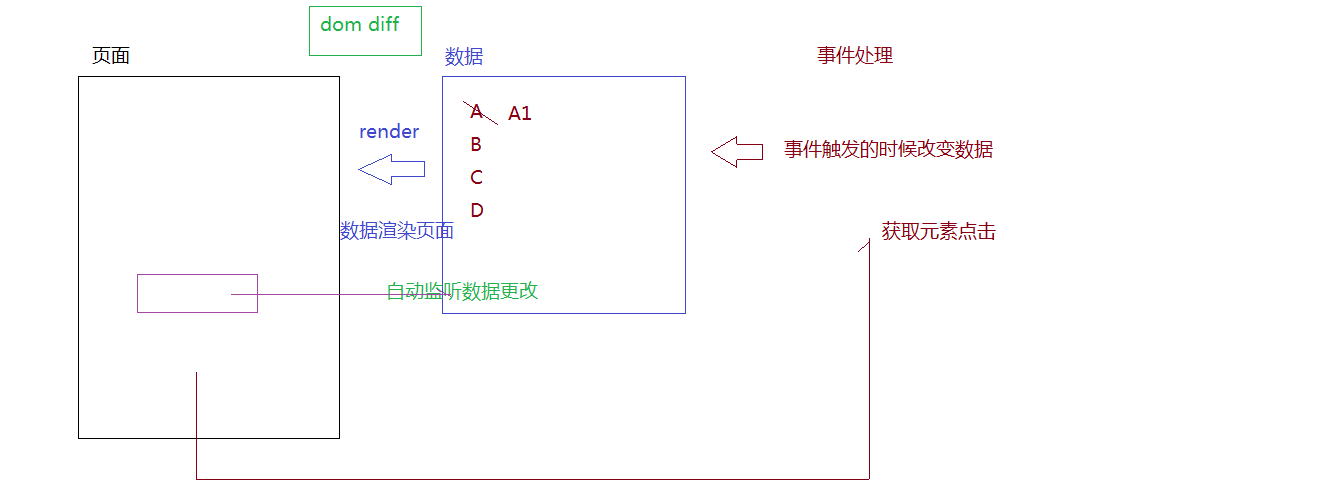 dom diff
页面
数据
事件处理
A
A1
render
B
事件触发的时候改变数据
C
D
数据渲染页面
获取元素点击
自动监听数据更改